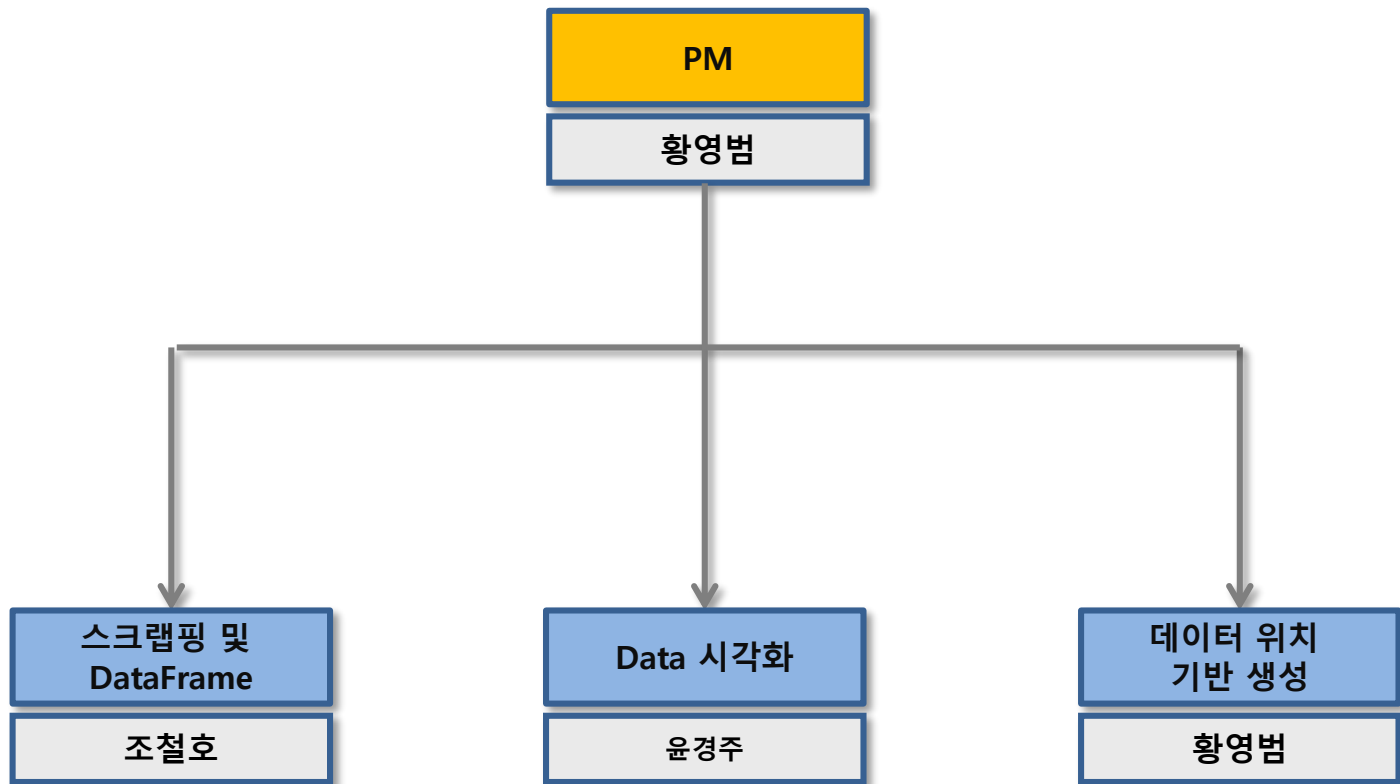 PM
황영범
스크랩핑 및
DataFrame
조철호
Data 시각화
윤경주
데이터 위치
기반 생성
황영범